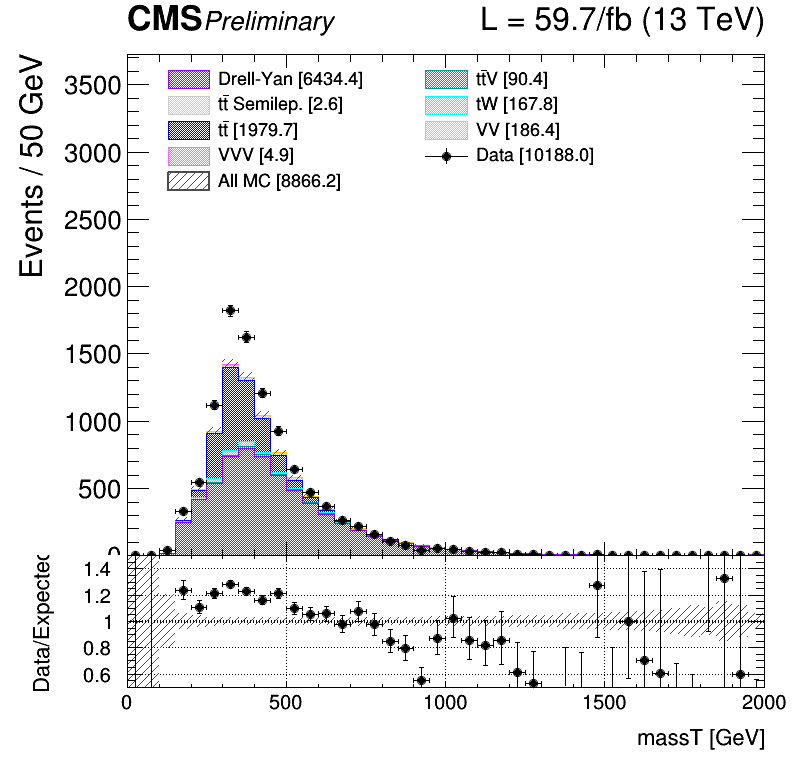 CMS Preliminary L = 59.7/fb (13 TeV)
Events / 50 GeV
3500
3000
2500
2000
1500
1000
500
0
Drell-Yan [6434.4]
tt̄ Semilep. [2.6]
tt̄ [1979.7]
VVV [4.9]
All MC [8866.2]
tt̄V [90.4]
tW [167.8]
VV [186.4]
Data [10188.0]
Data/Expected
1.4
1.2
1
0.8
0.6
0 500 1000 1500 2000
massT [GeV]